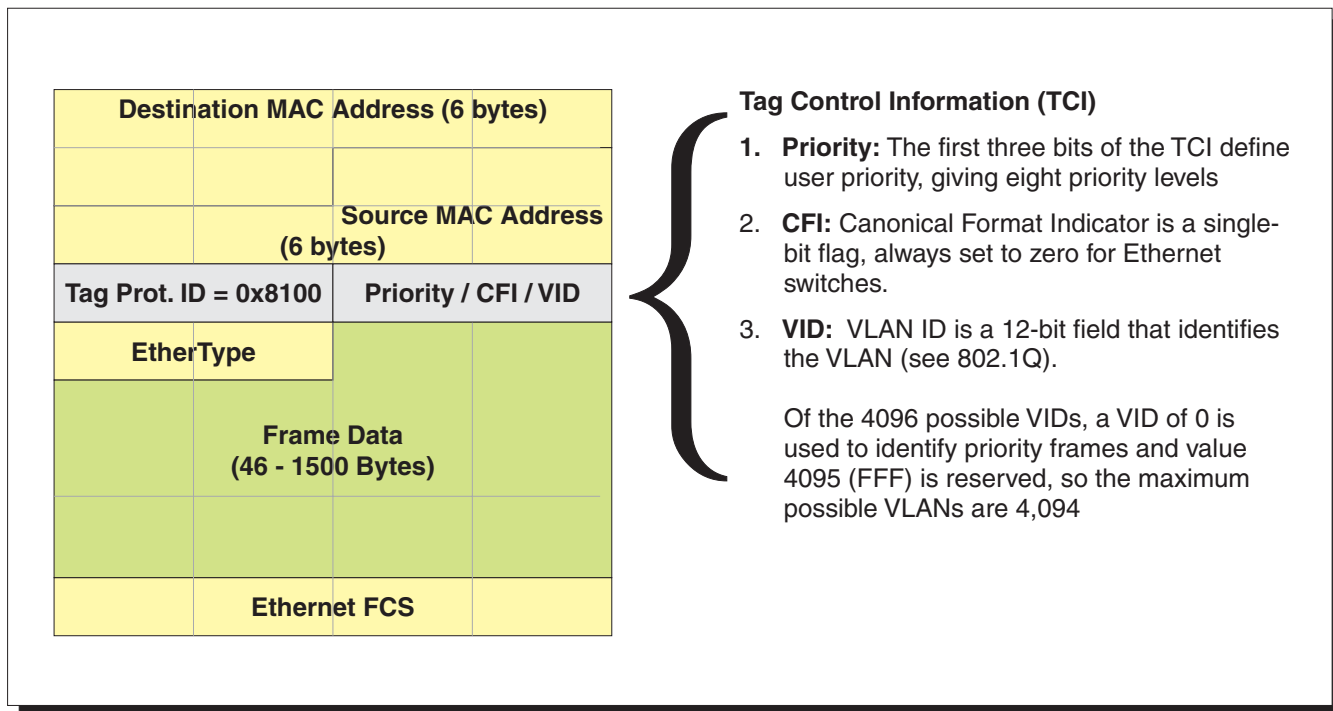 Destination MAC Address (6 bytes)
Source MAC Address
(6 bytes)
Tag Prot. ID = 0x8100
Priority / CFI / VID
EtherType
Frame Data
(46 - 1500 Bytes)
Ethernet FCS
Tag Control Information (TCI)
1. Priority: The first three bits of the TCI define
user priority, giving eight priority levels
2. CFI: Canonical Format Indicator is a single-
bit flag, always set to zero for Ethernet
switches.
3. VID: VLAN ID is a 12-bit field that identifies
the VLAN (see 802.1Q).
Of the 4096 possible VIDs, a VID of 0 is
used to identify priority frames and value
4095 (FFF) is reserved, so the maximum
possible VLANs are 4,094